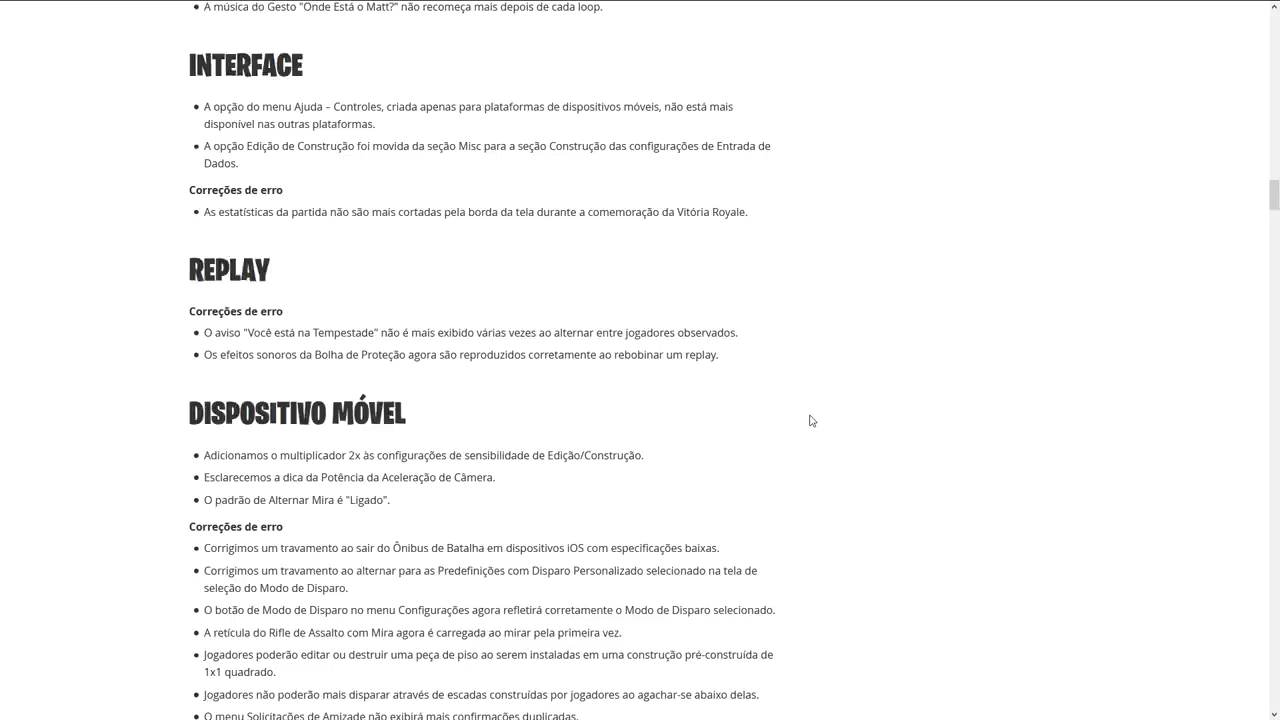 A música do Gesto "Onde Está o Matt?" não recomeça mais depois de cada loop.
INTERFACE
A opção do menu Ajuda – Controles, criada apenas para plataformas de dispositivos móveis, não está mais
disponível nas outras plataformas.
A opção Edição de Construção foi movida da seção Misc para a seção Construção das configurações de Entrada de
Dados.
Correções de erro
As estatísticas da partida não são mais cortadas pela borda da tela durante a comemoração da Vitória Royale.
REPLAY
Correções de erro
O aviso "Você está na Tempestade" não é mais exibido várias vezes ao alternar entre jogadores observados.
Os efeitos sonoros da Bolha de Proteção agora são reproduzidos corretamente ao rebobinar um replay.
DISPOSITIVO MÓVEL
Adicionamos o multiplicador 2x às configurações de sensibilidade de Edição/Construção.
Esclarecemos a dica da Potência da Aceleração de Câmera.
O padrão de Alternar Mira é "Ligado".
Correções de erro
Corrigimos um travamento ao sair do Ônibus de Batalha em dispositivos iOS com especificações baixas.
Corrigimos um travamento ao alternar para as Predefinições com Disparo Personalizado selecionado na tela de
seleção do Modo de Disparo.
O botão de Modo de Disparo no menu Configurações agora refletirá corretamente o Modo de Disparo selecionado.
A retícula do Rifle de Assalto com Mira agora é carregada ao mirar pela primeira vez.
Jogadores poderão editar ou destruir uma peça de piso ao serem instaladas em uma construção pré-construída de
1x1 quadrado.
Jogadores não poderão mais disparar através de escadas construídas por jogadores ao agachar-se abaixo delas.
O menu Solicitações de Amizade não exibirá mais confirmações duplicadas.